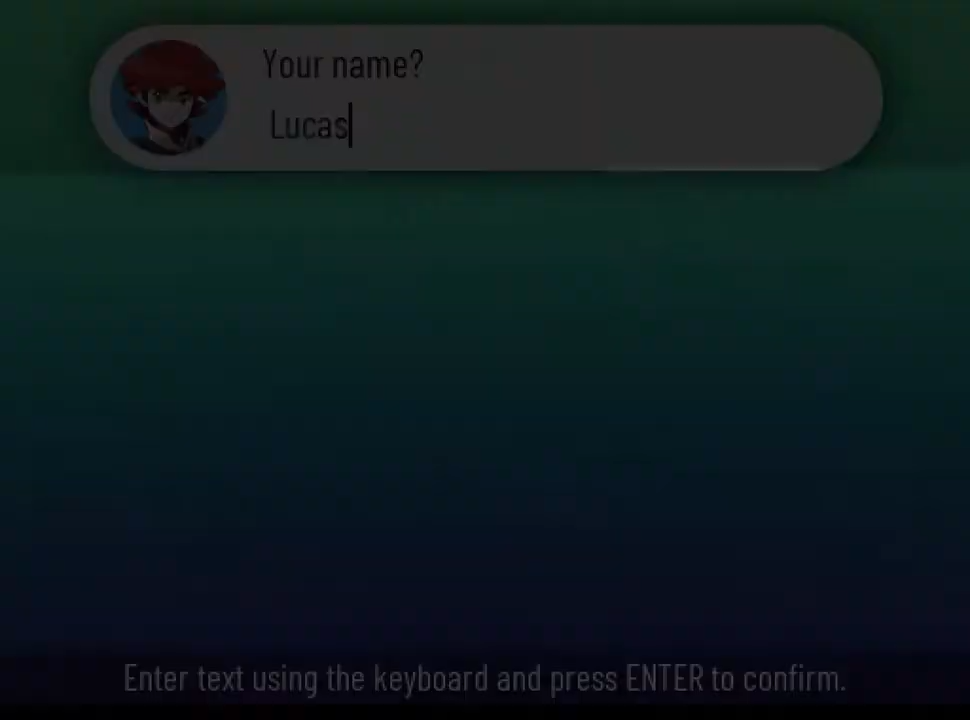 Your name?
Lucas
Enter text using the keyboard and press ENTER to confirm.